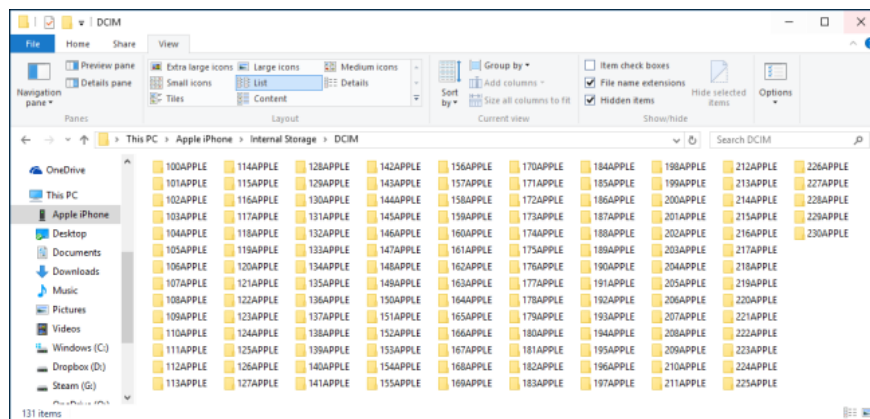 DCIM
File Home Share View
Preview pane Extra large icons Large icons Medium icons Group by Item check boxes
Details pane Small icons List Details Add columns File name extensions
Navigation pane Tiles Content Sort by Size all columns to fit Hidden items Hide selected items Options
Panes Layout Current view Show/hide
This PC > Apple iPhone > Internal Storage > DCIM Search DCIM
OneDrive
This PC
Apple iPhone
Desktop
Documents
Downloads
Music
Pictures
Videos
Windows (C:)
Dropbox (D:)
Steam (G:)
100APPLE 114APPLE 128APPLE 142APPLE 156APPLE 170APPLE 184APPLE 198APPLE 212APPLE 226APPLE
101APPLE 115APPLE 129APPLE 143APPLE 157APPLE 171APPLE 185APPLE 199APPLE 213APPLE 227APPLE
102APPLE 116APPLE 130APPLE 144APPLE 158APPLE 172APPLE 186APPLE 200APPLE 214APPLE 228APPLE
103APPLE 117APPLE 131APPLE 145APPLE 159APPLE 173APPLE 187APPLE 201APPLE 215APPLE 229APPLE
104APPLE 118APPLE 132APPLE 146APPLE 160APPLE 174APPLE 188APPLE 202APPLE 216APPLE 230APPLE
105APPLE 119APPLE 133APPLE 147APPLE 161APPLE 175APPLE 189APPLE 203APPLE 217APPLE
106APPLE 120APPLE 134APPLE 148APPLE 162APPLE 176APPLE 190APPLE 204APPLE 218APPLE
107APPLE 121APPLE 135APPLE 149APPLE 163APPLE 177APPLE 191APPLE 205APPLE 219APPLE
108APPLE 122APPLE 136APPLE 150APPLE 164APPLE 178APPLE 192APPLE 206APPLE 220APPLE
109APPLE 123APPLE 137APPLE 151APPLE 165APPLE 179APPLE 193APPLE 207APPLE 221APPLE
110APPLE 124APPLE 138APPLE 152APPLE 166APPLE 180APPLE 194APPLE 208APPLE 222APPLE
111APPLE 125APPLE 139APPLE 153APPLE 167APPLE 181APPLE 195APPLE 209APPLE 223APPLE
112APPLE 126APPLE 140APPLE 154APPLE 168APPLE 182APPLE 196APPLE 210APPLE 224APPLE
113APPLE 127APPLE 141APPLE 155APPLE 169APPLE 183APPLE 197APPLE 211APPLE 225APPLE
131 items